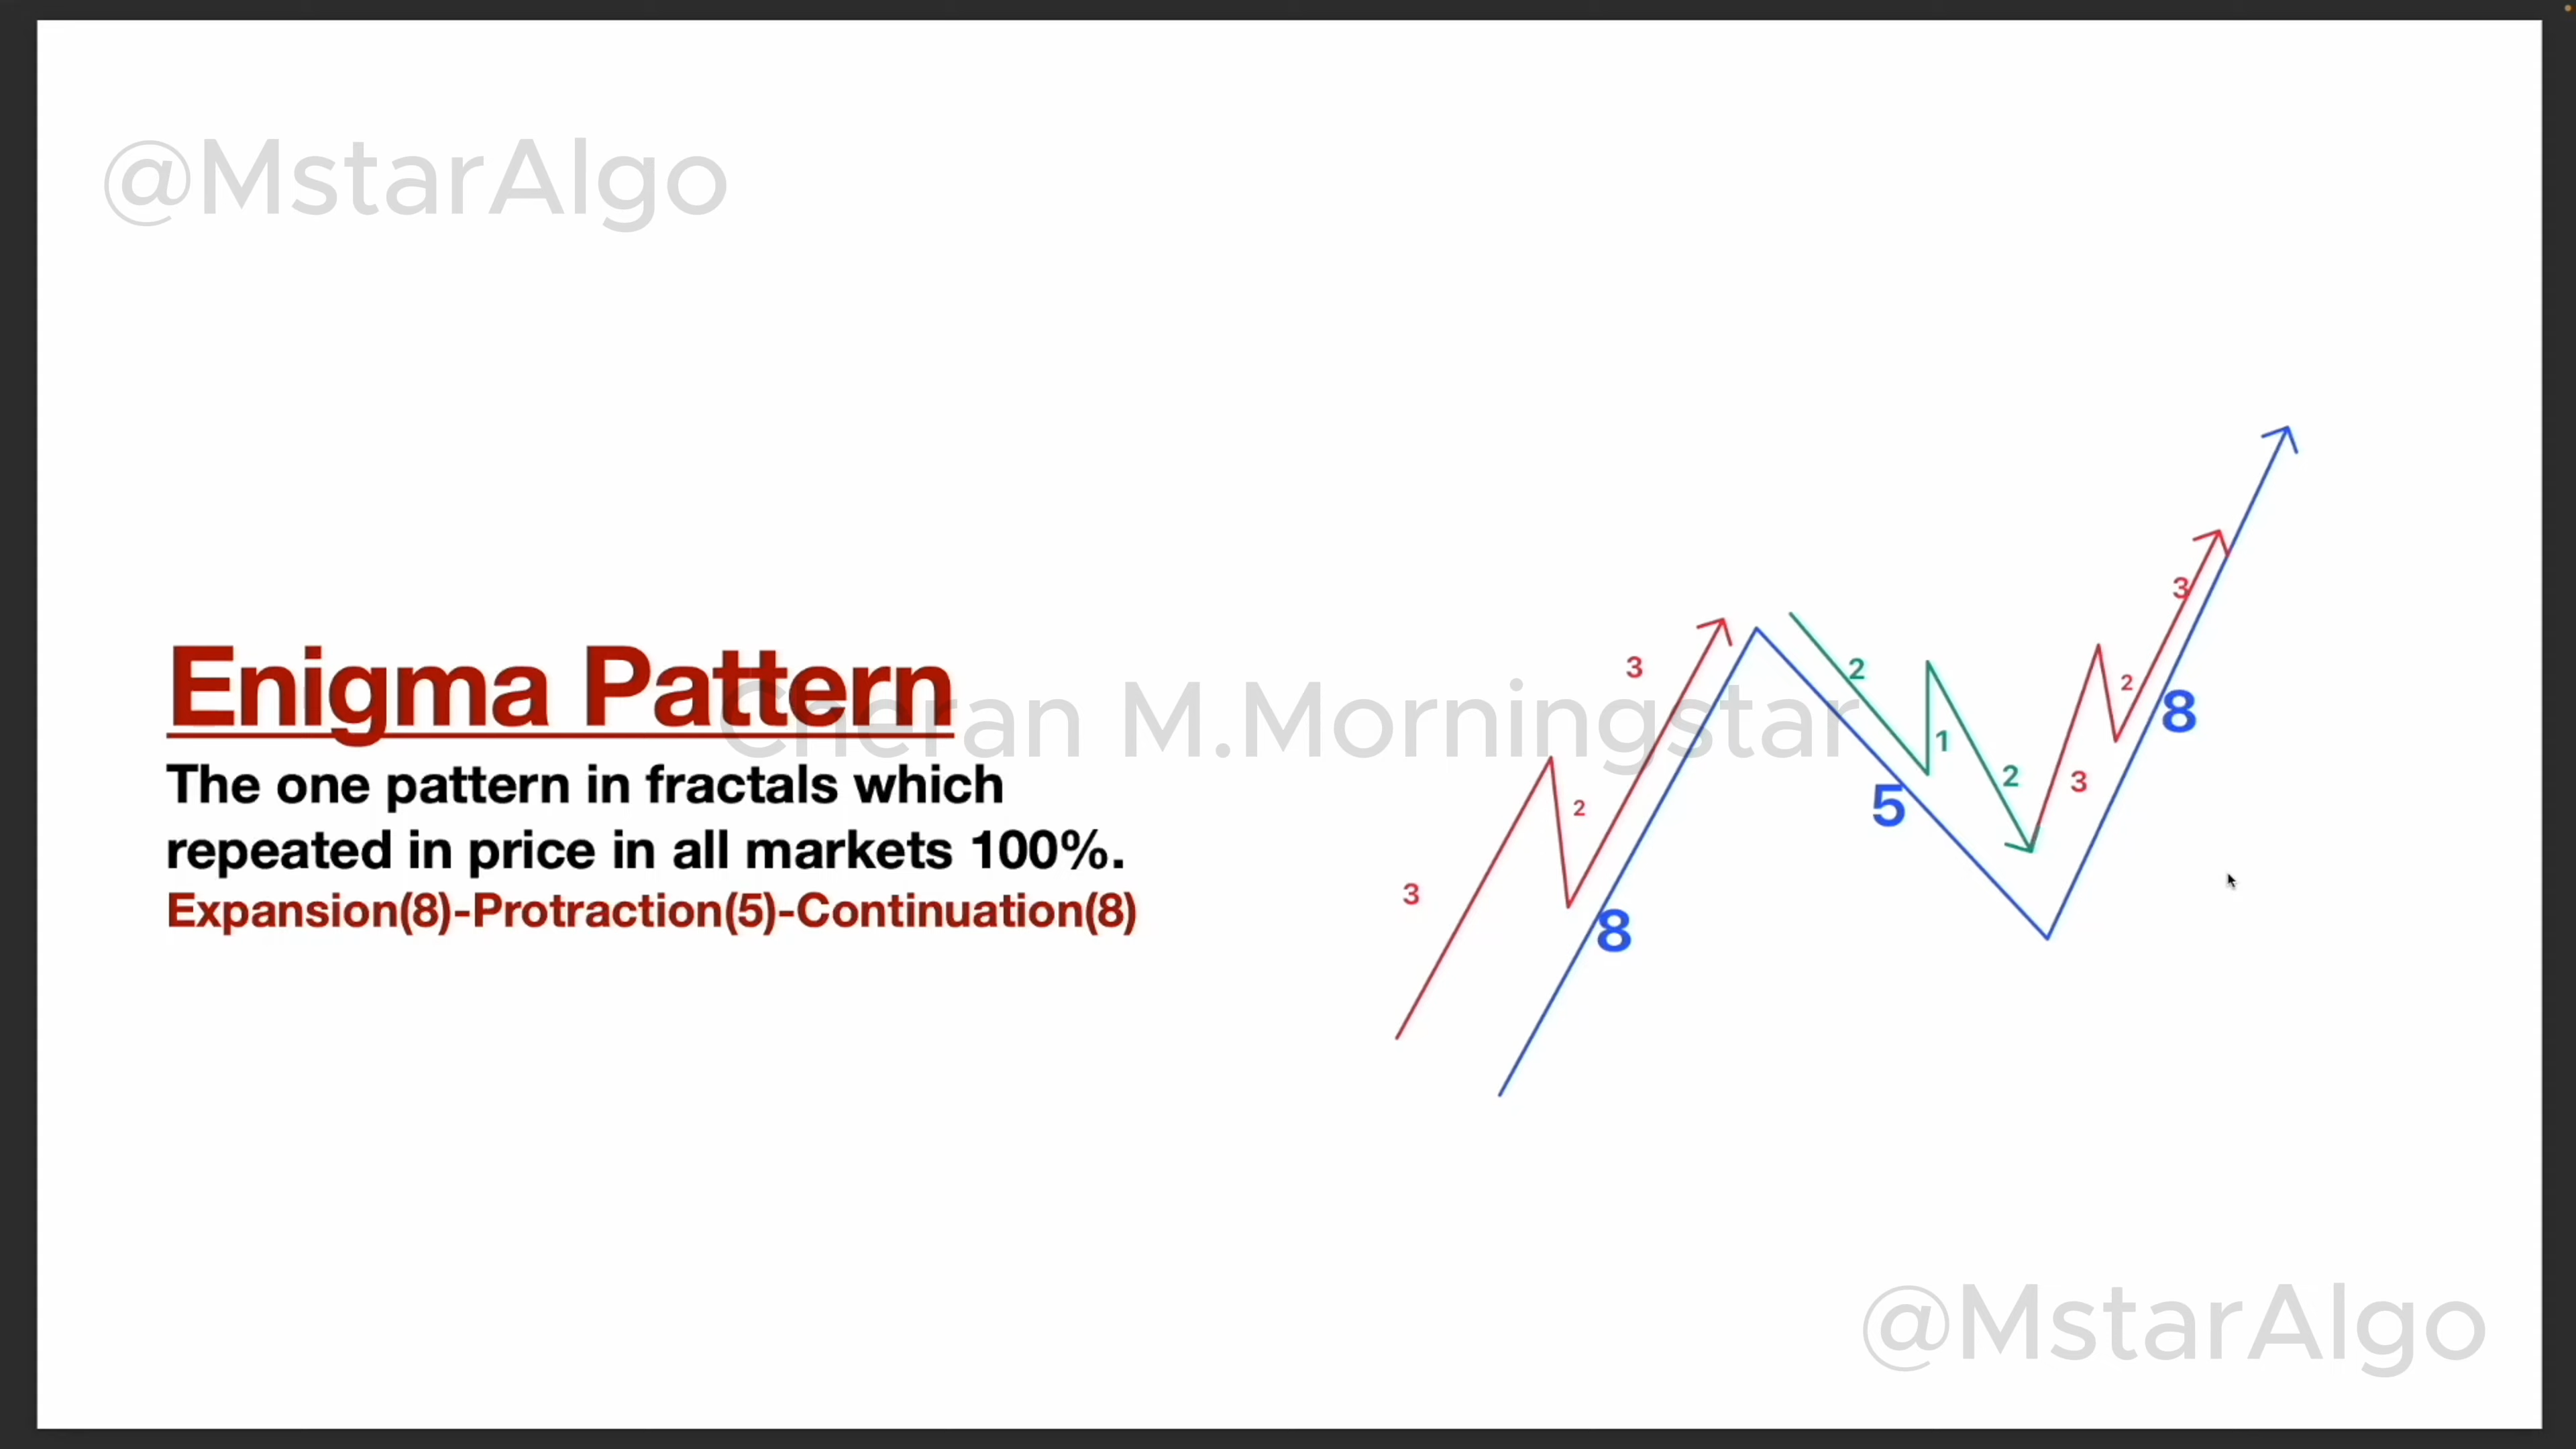 @MstarAlgo
Enigma Pattern
Cheran M.Morningstar
The one pattern in fractals which
repeated in price in all markets 100%.
Expansion(8)-Protraction(5)-Continuation(8)
3
2
3
8
2
1
2
5
3
2
3
8
@MstarAlgo